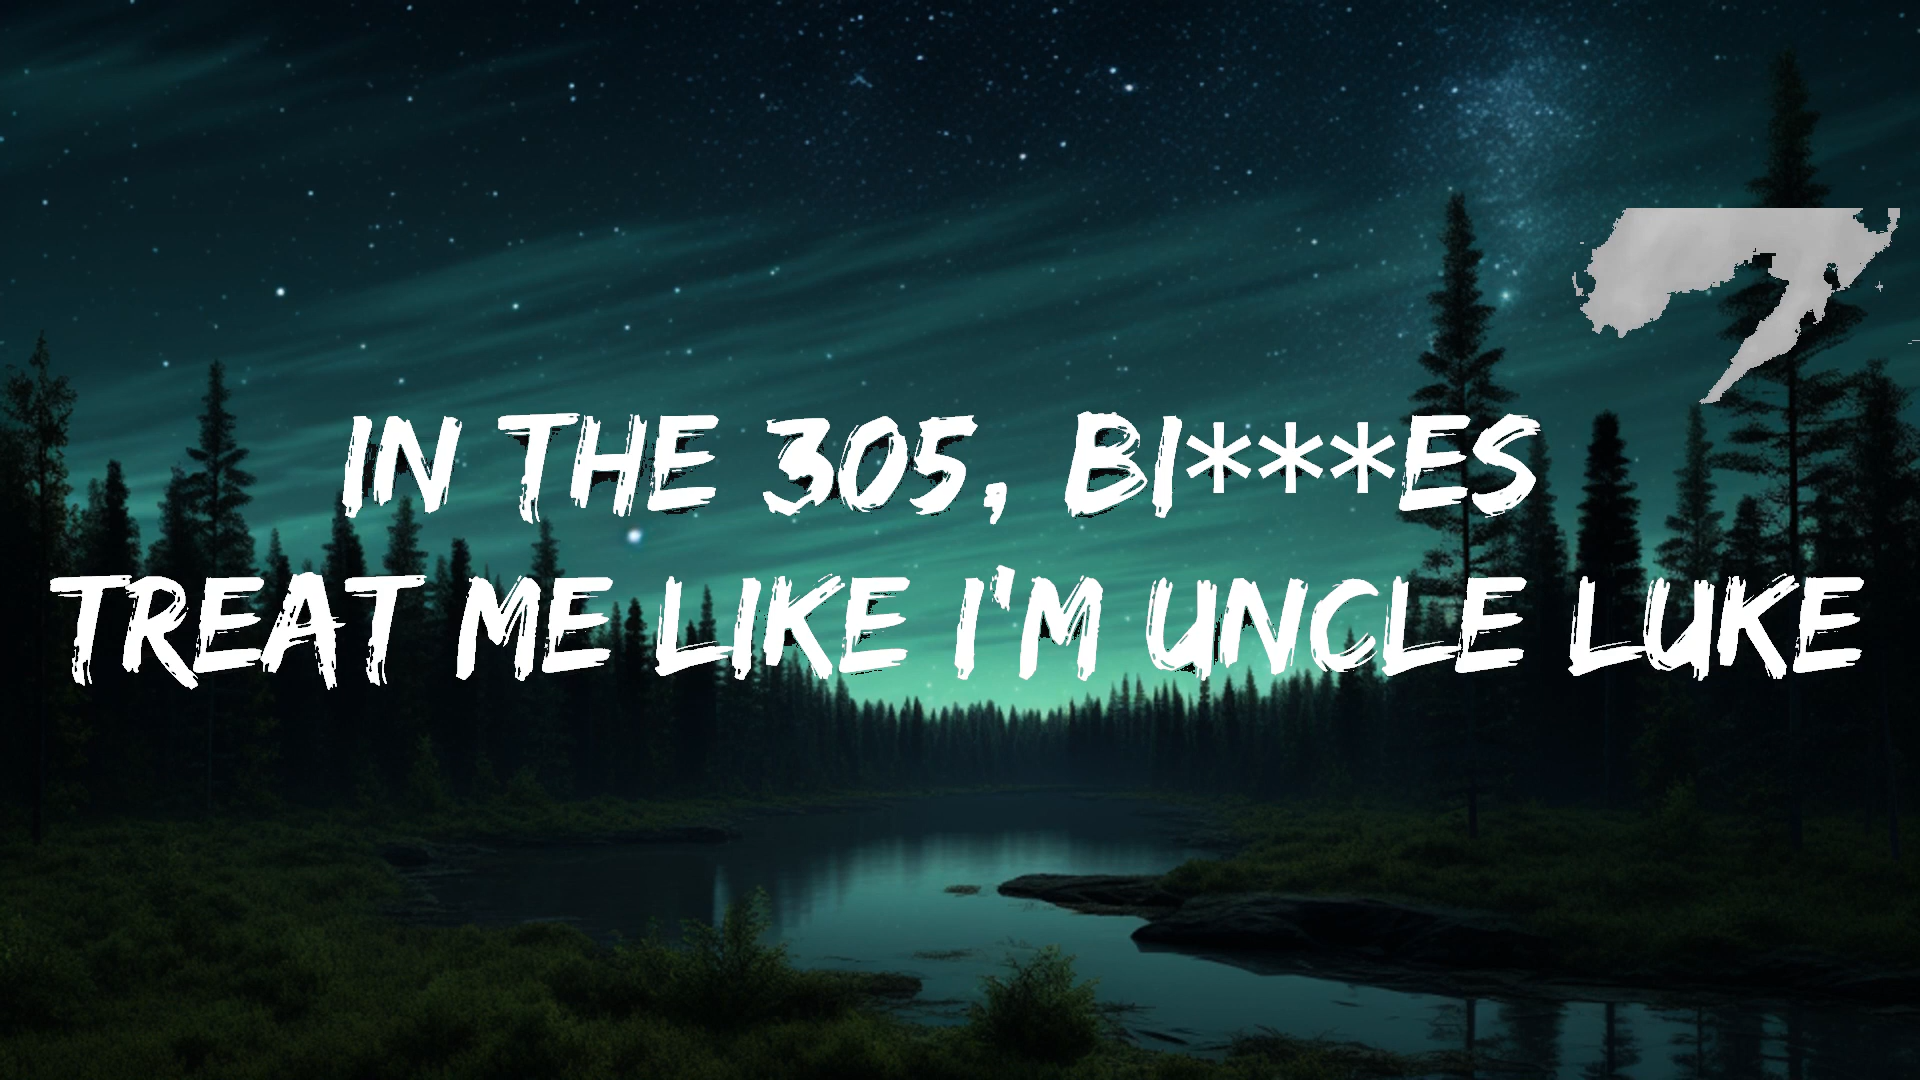 IN THE 305, BI***ES
TREAT ME LIKE I'M UNCLE LUKE